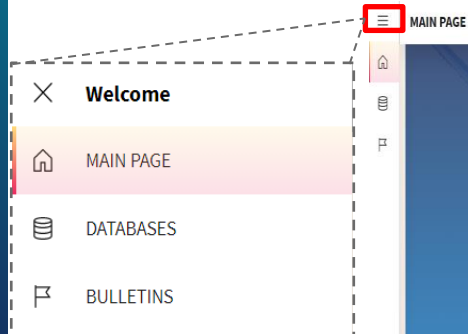 MAIN PAGE
Welcome
MAIN PAGE
DATABASES
BULLETINS